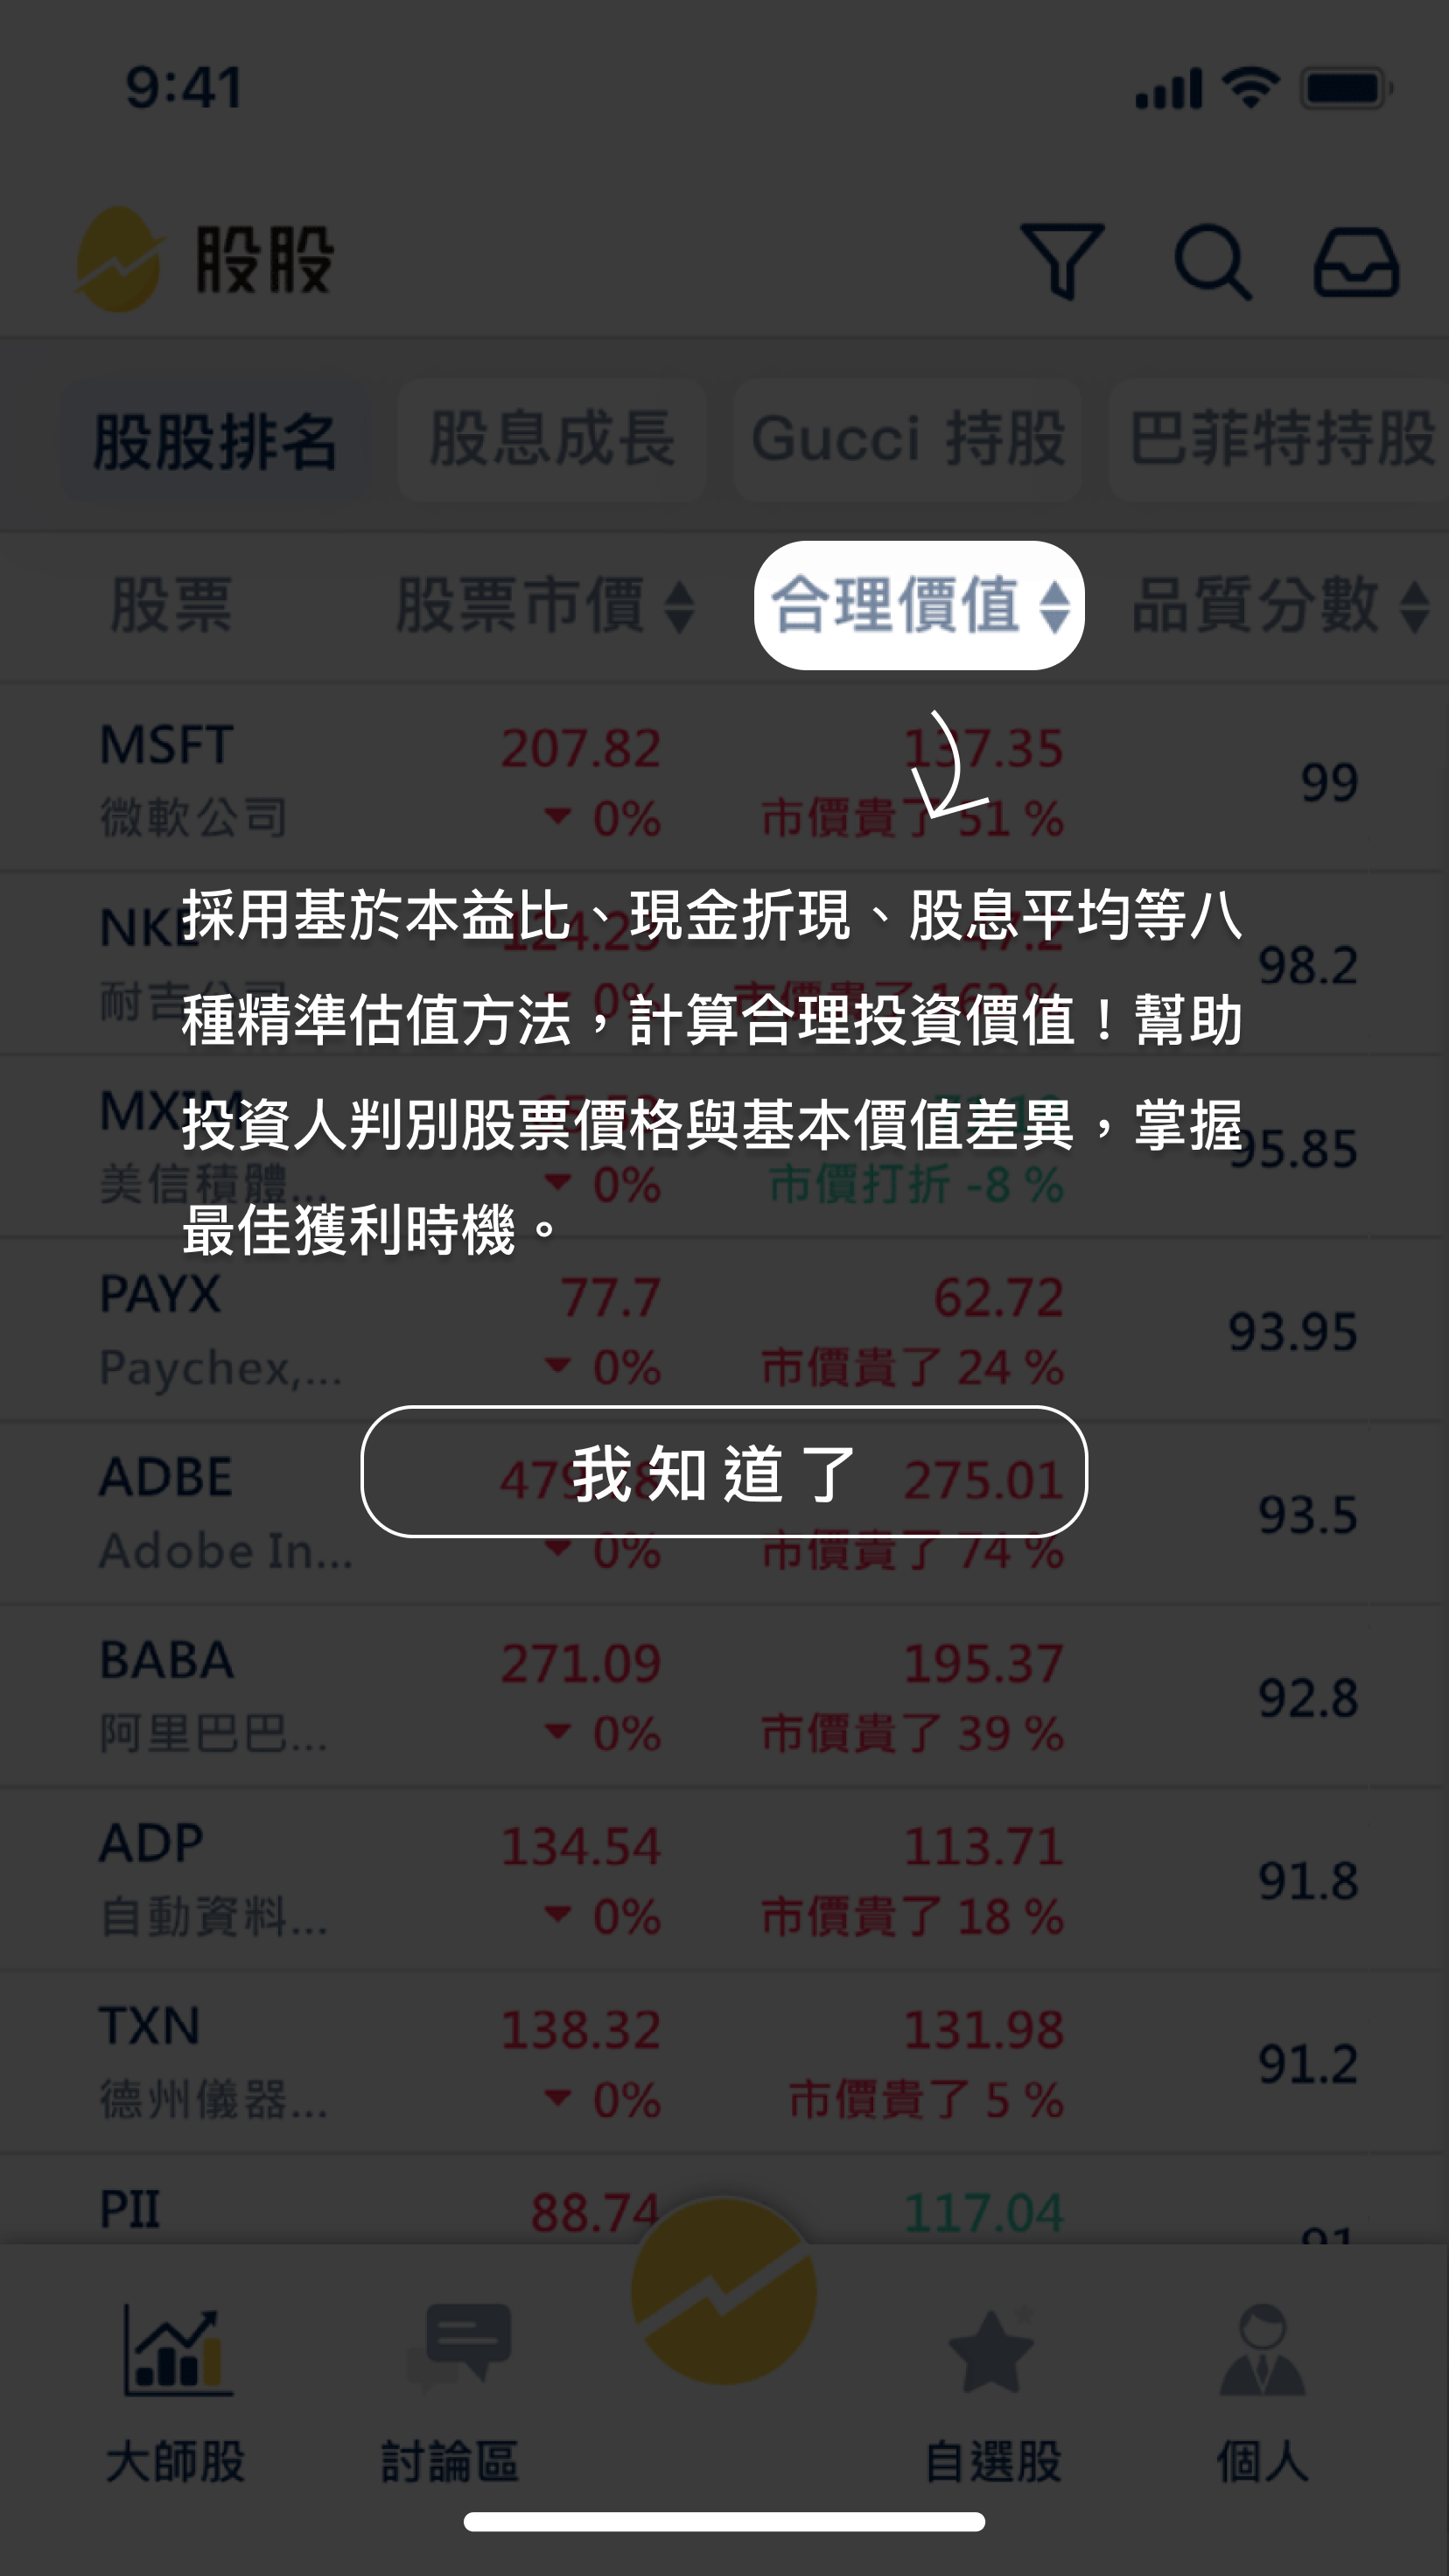 9:41
股股
股股排名 股息成長 Gucci 持股 巴菲特持股
股票 股票市價 合理價值 品質分數
MSFT 207.82 137.35 99
微軟公司 0% 市價貴了 51 %
採用基於本益比、現金折現、股息平均等八
種精準估值方法，計算合理投資價值！幫助
投資人判別股票價格與基本價值差異，掌握
最佳獲利時機。
NKE 124.23 47.2 98.2
耐吉公司 0% 市價貴了 163 %
95.85
美信積體... 0% 市價打折 -8 %
PAYX 77.7 62.72 93.95
Paychex,... 0% 市價貴了 24 %
我知道了
ADBE 275.01 93.5
Adobe In... 0% 市價貴了 74 %
BABA 271.09 195.37 92.8
阿里巴巴... 0% 市價貴了 39 %
ADP 134.54 113.71 91.8
自動資料... 0% 市價貴了 18 %
TXN 138.32 131.98 91.2
德州儀器... 0% 市價貴了 5 %
PII 88.74 117.04 91
大師股 討論區 自選股 個人